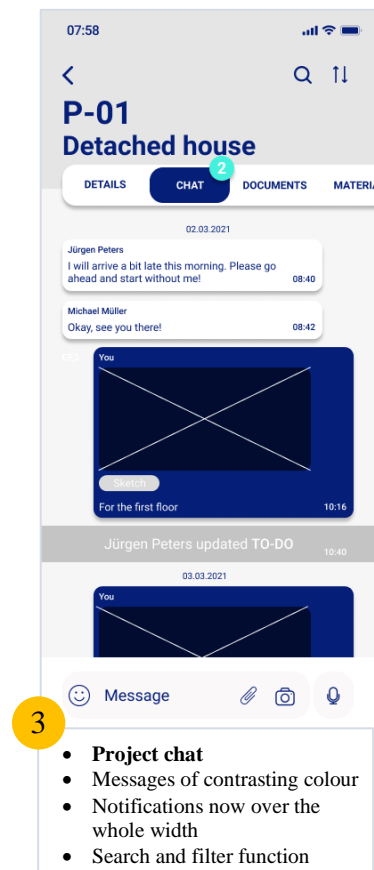 07:58
P-01
Detached house
DETAILS CHAT 2 DOCUMENTS MATERI
02.03.2021
Jürgen Peters
I will arrive a bit late this morning. Please go
ahead and start without me! 08:40
Michael Müller
Okay, see you there! 08:42
You
Sketch
For the first floor 10:16
Jürgen Peters updated TO-DO 10:40
03.03.2021
You
Message
3
• Project chat
• Messages of contrasting colour
• Notifications now over the
whole width
• Search and filter function